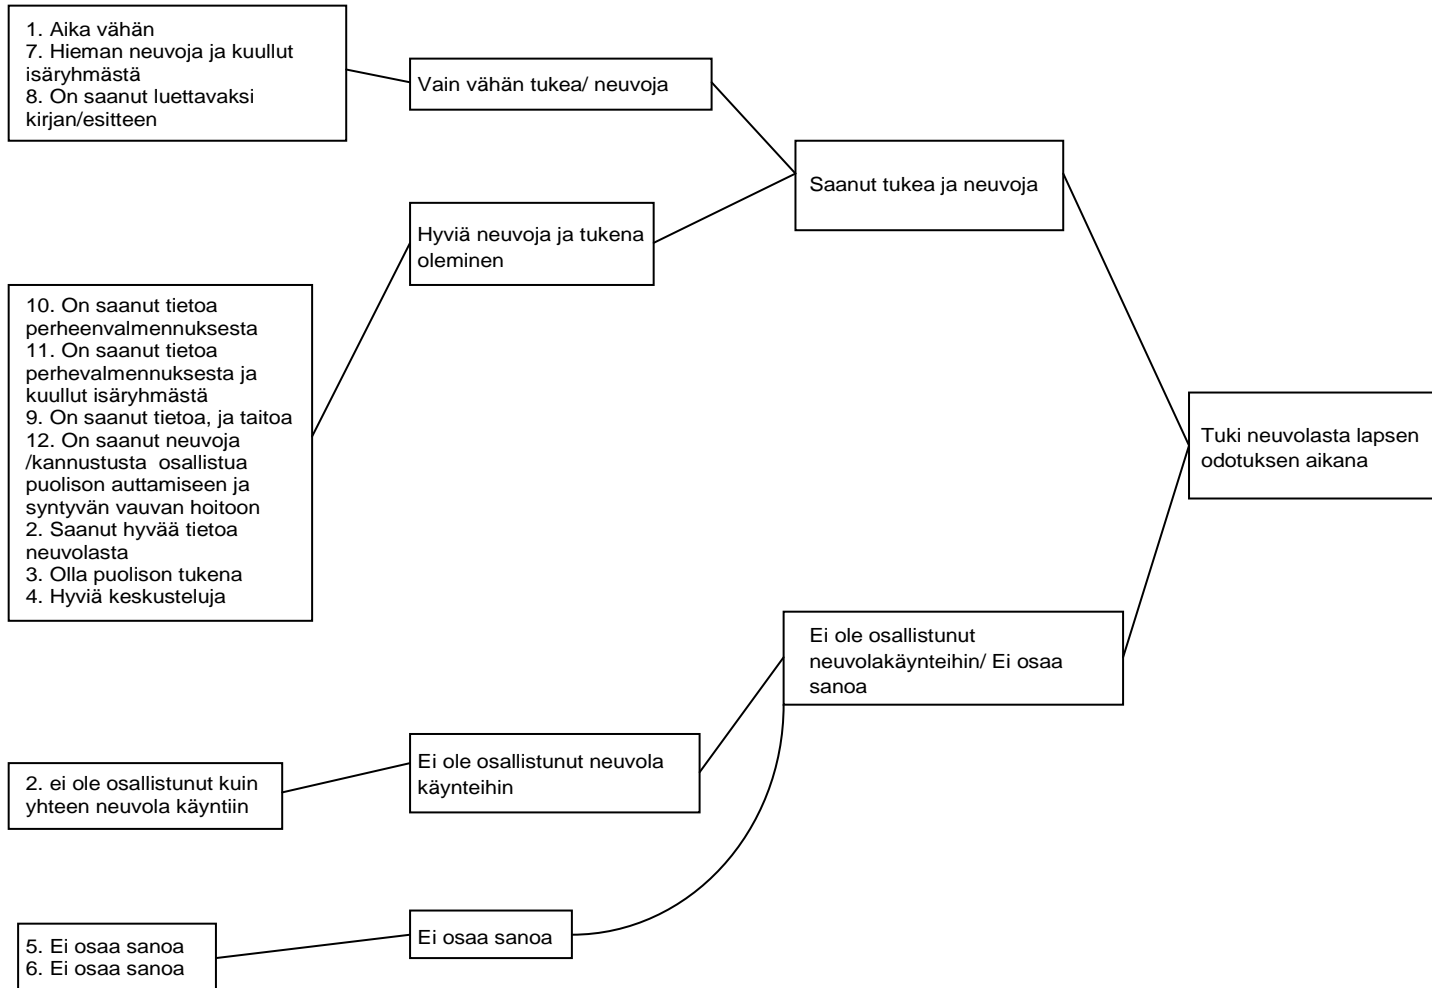 1. Aika vähän
7. Hieman neuvoja ja kuullut
isäryhmästä
8. On saanut luettavaksi
kirjan/esitteen
Vain vähän tukea/ neuvoja
Saanut tukea ja neuvoja
Hyviä neuvoja ja tukena
oleminen
10. On saanut tietoa
perheenvalmennuksesta
11. On saanut tietoa
perhevalmennuksesta ja
kuullut isäryhmästä
9. On saanut tietoa, ja taitoa
12. On saanut neuvoja
/kannustusta osallistua
puolison auttamiseen ja
syntyvän vauvan hoitoon
2. Saanut hyvää tietoa
neuvolasta
3. Olla puolison tukena
4. Hyviä keskusteluja
Tuki neuvolasta lapsen
odotuksen aikana
Ei ole osallistunut
neuvolakäynteihin/ Ei osaa
sanoa
Ei ole osallistunut neuvola
käynteihin
2. ei ole osallistunut kuin
yhteen neuvola käyntiin
Ei osaa sanoa
5. Ei osaa sanoa
6. Ei osaa sanoa